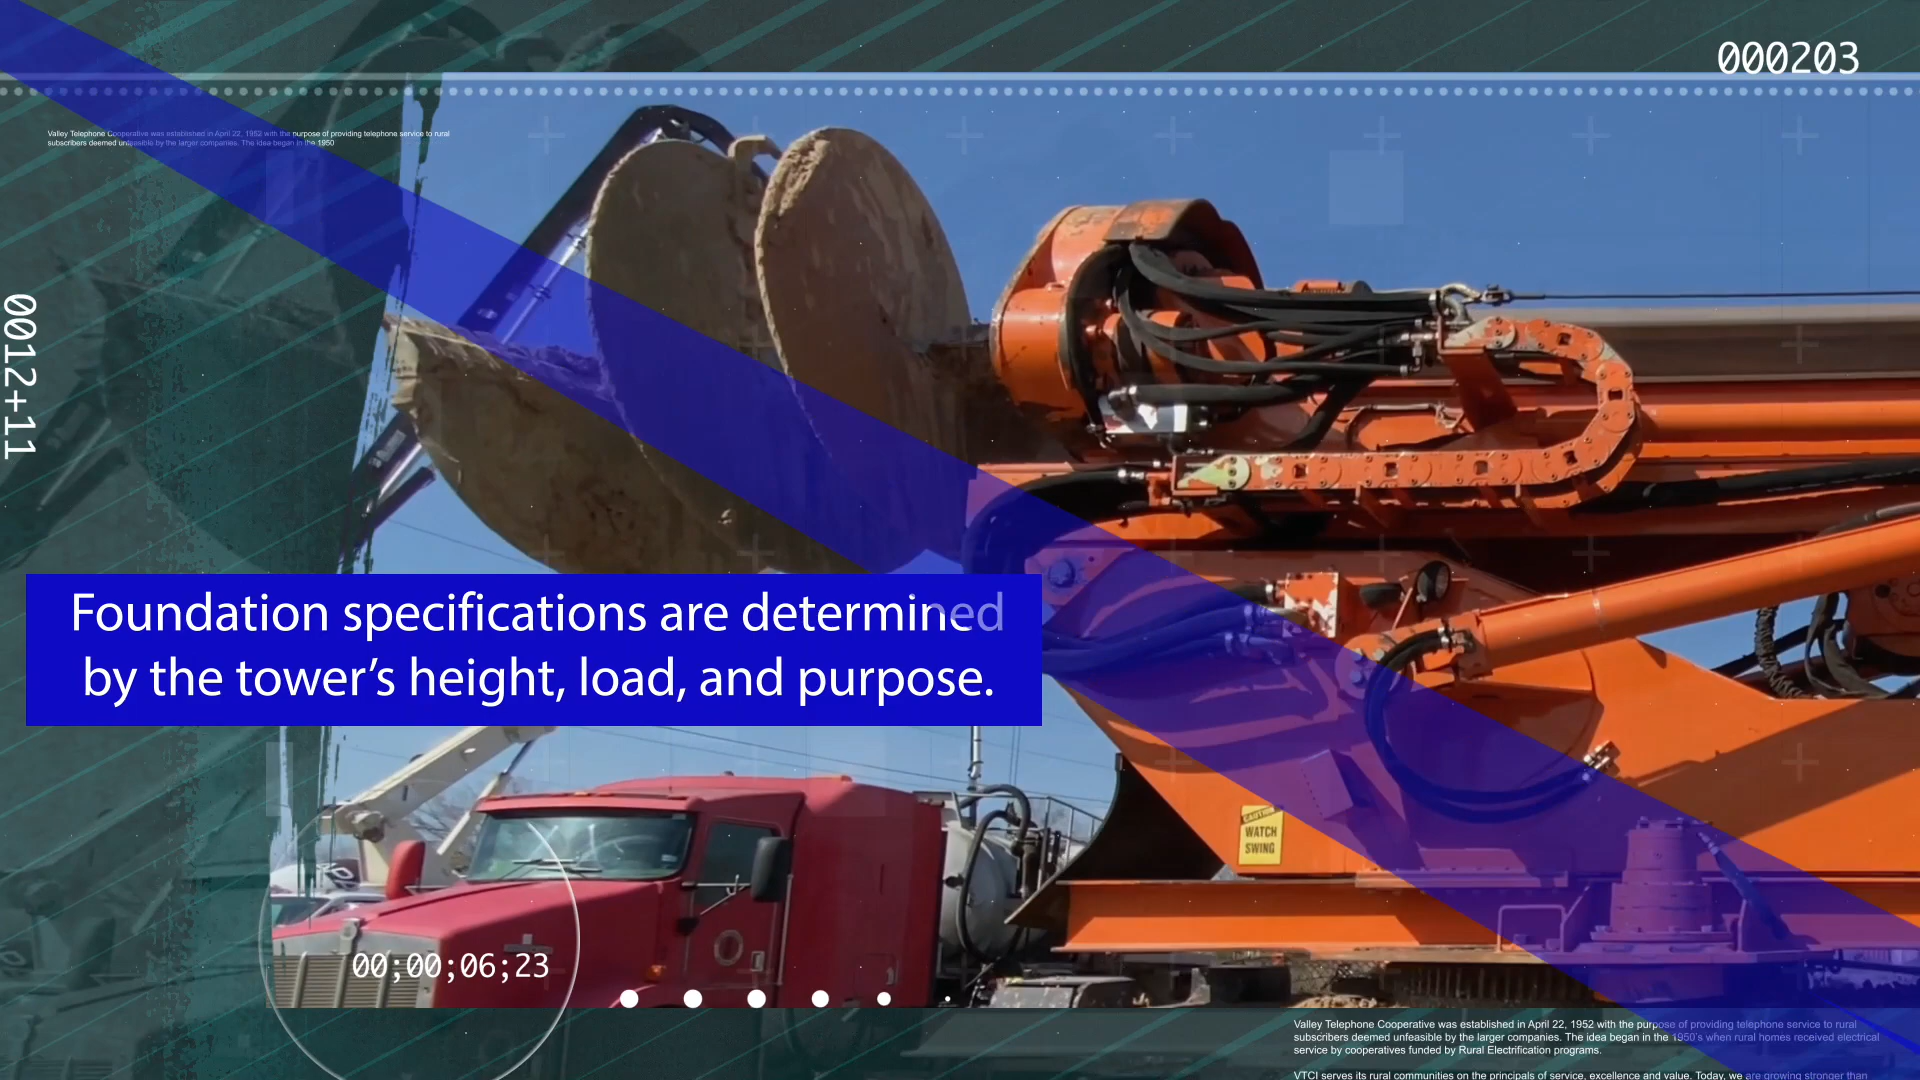 000203
Valley Telephone Cooperative was established in April 22, 1952 with the purpose of providing telephone service to rural
subscribers deemed unfeasible by the larger companies. The idea began in the 1950
0012+11
Foundation specifications are determined
by the tower’s height, load, and purpose.
CAUTION
WATCH
SWING
00;00;06;23
Valley Telephone Cooperative was established in April 22, 1952 with the purpose of providing telephone service to rural
subscribers deemed unfeasible by the larger companies. The idea began in the 1950's when rural homes received electrical
service by cooperatives funded by Rural Electrification programs.
VTCI serves its rural communities on the principals of service, excellence and value. Today, we are growing stronger than